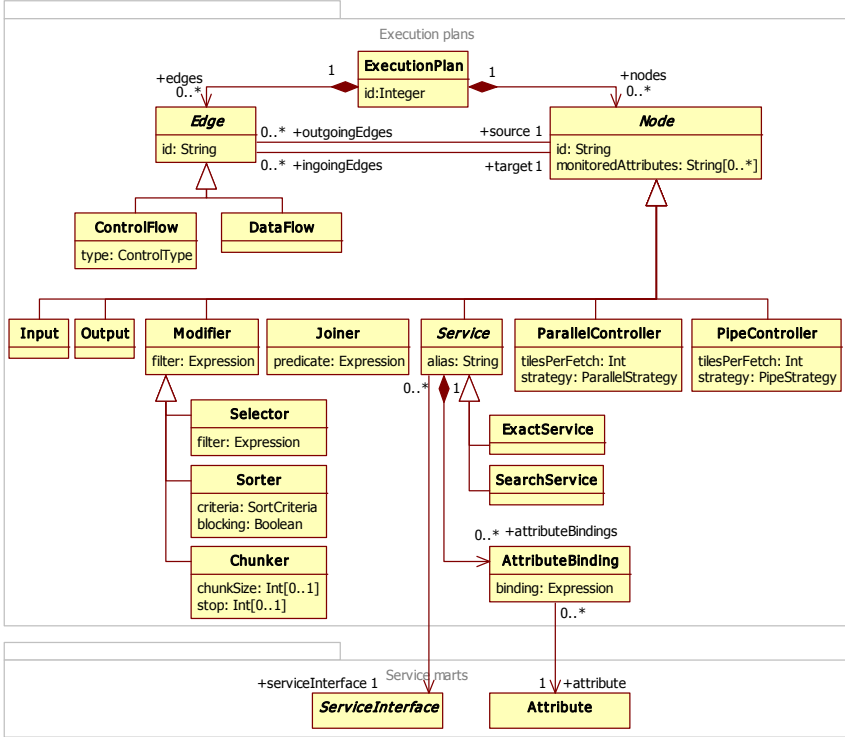 Execution plans
ExecutionPlan
id:Integer
1
1
+edges
0..*
+nodes
0..*
Edge
id: String
0..* +outgoingEdges
+source 1
0..* +ingoingEdges
+target 1
Node
id: String
monitoredAttributes: String[0..*]
ControlFlow
type: ControlType
DataFlow
Input
Output
Modifier
filter: Expression
Joiner
predicate: Expression
Service
alias: String
ParallelController
tilesPerFetch: Int
strategy: ParallelStrategy
PipeController
tilesPerFetch: Int
strategy: PipeStrategy
0..*
1
Selector
filter: Expression
ExactService
Sorter
criteria: SortCriteria
blocking: Boolean
SearchService
0..* +attributeBindings
Chunker
chunkSize: Int[0..1]
stop: Int[0..1]
AttributeBinding
binding: Expression
0..*
Service marts
+serviceInterface 1
1 +attribute
ServiceInterface
Attribute